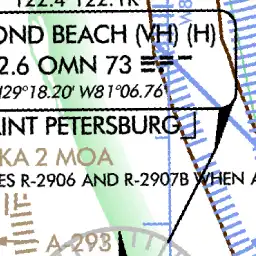 122.4 122.1R
OND BEACH (VH) (H)
2.6 OMN 73
N29°18.20' W81°06.76'
INT PETERSBURG
KA 2 MOA
ES R-2906 AND R-2907B WHEN A
A-293